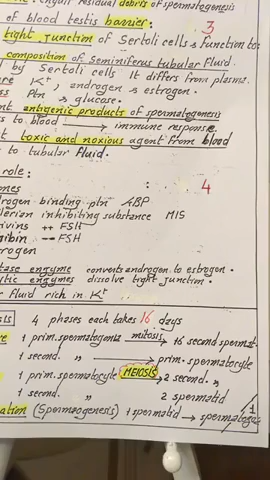 engulf residual debris of spermatogenesis
of blood testis barrier: 3
tight junction of Sertoli cells & function to:
composition of Seminiferus tubular fluid.
by Sertoli cells It differs from plasma.
K+, androgen & estrogen.
ptn & glucose.
antigenic products of spermatogenesis
to blood → immune response.
toxic and noxious agent from blood
to tubular fluid.
role: 4
binding ptn ABP
inhibiting substance MIS
++ FSH
-- FSH
enzyme converts androgen to estrogen.
enzymes dissolve tight junction.
fluid rich in K+
4 phases each takes 16 days
1 prim. spermatogonia mitosis → 16 second. spermat.
1 second. " → prim. spermatocyte
1 prim. spermatocyte MEIOSIS → 2 second. "
1 second. " 2 spermatid
(Spermeogenesis) 1 spermatid → spermatozoa 1